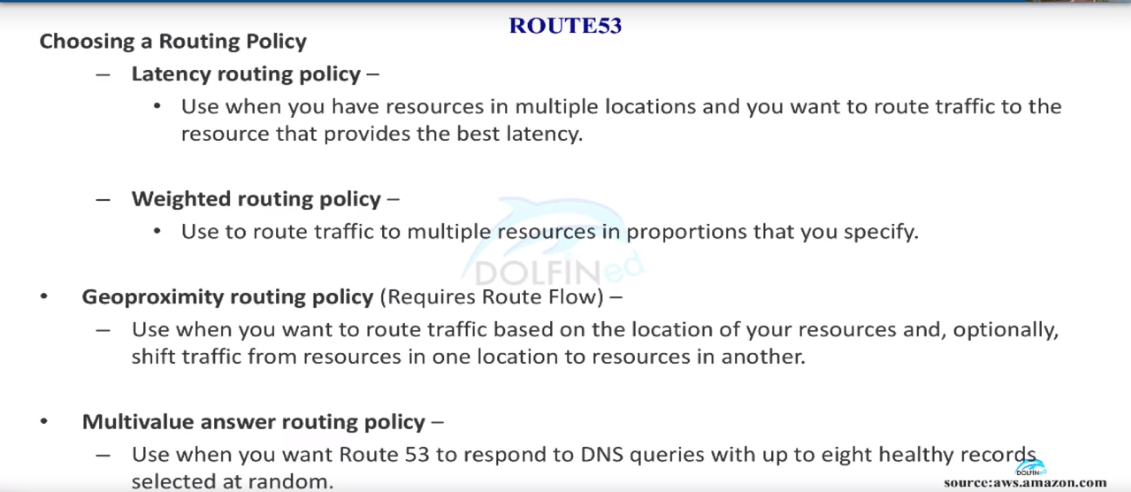 ROUTE53
Choosing a Routing Policy
– Latency routing policy –
• Use when you have resources in multiple locations and you want to route traffic to the
resource that provides the best latency.
– Weighted routing policy –
• Use to route traffic to multiple resources in proportions that you specify.
DOLFINed
• Geoproximity routing policy (Requires Route Flow) –
– Use when you want to route traffic based on the location of your resources and, optionally,
shift traffic from resources in one location to resources in another.
• Multivalue answer routing policy –
– Use when you want Route 53 to respond to DNS queries with up to eight healthy records
selected at random.
DOLFIN
source:aws.amazon.com